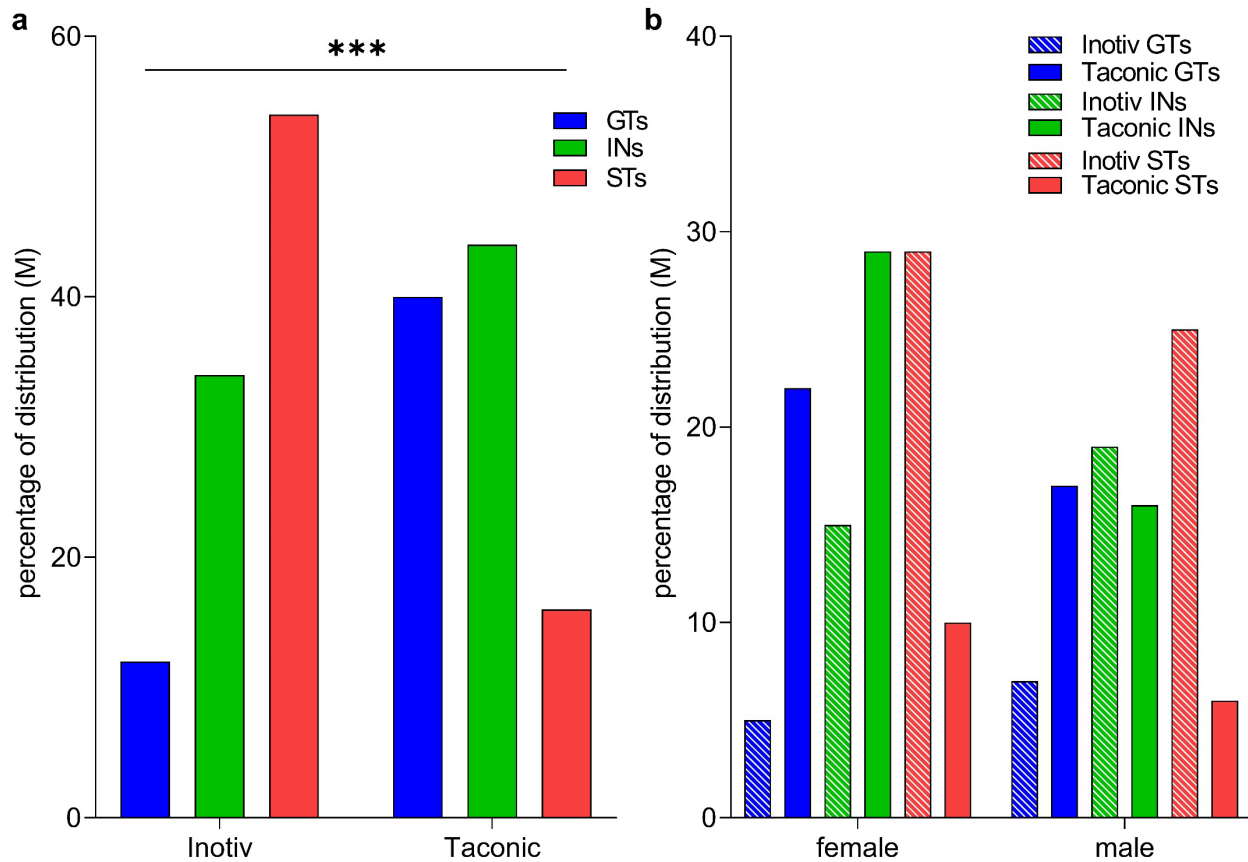 a
percentage of distribution (M)
60
40
20
0
***
GTs
INs
STs
Inotiv
Taconic
b
percentage of distribution (M)
40
30
20
10
0
Inotiv GTs
Taconic GTs
Inotiv INs
Taconic INs
Inotiv STs
Taconic STs
female
male